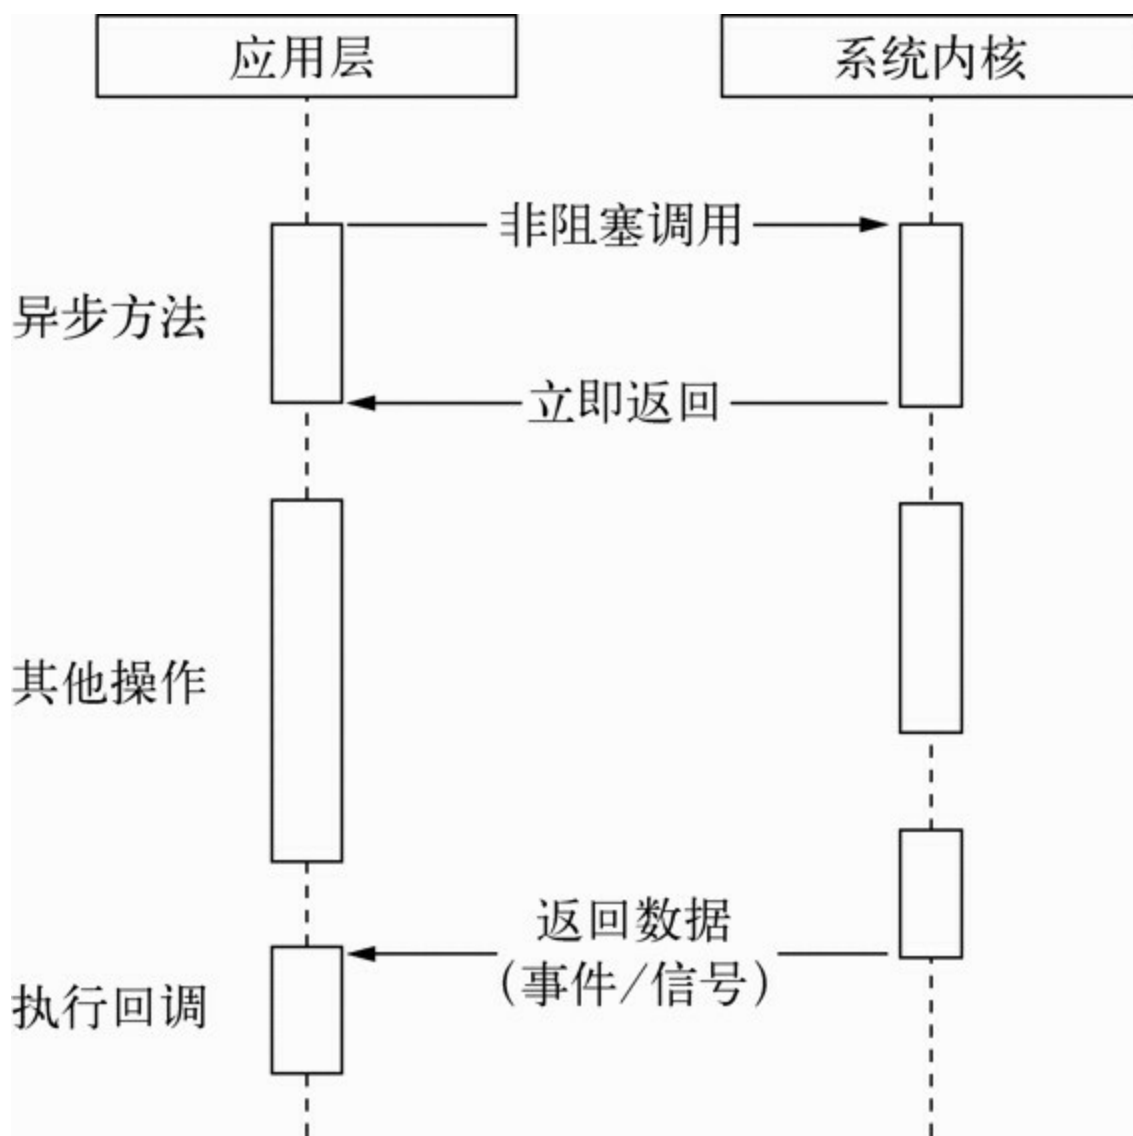 应用层
系统内核
非阻塞调用
异步方法
立即返回
其他操作
返回数据
(事件/信号)
执行回调